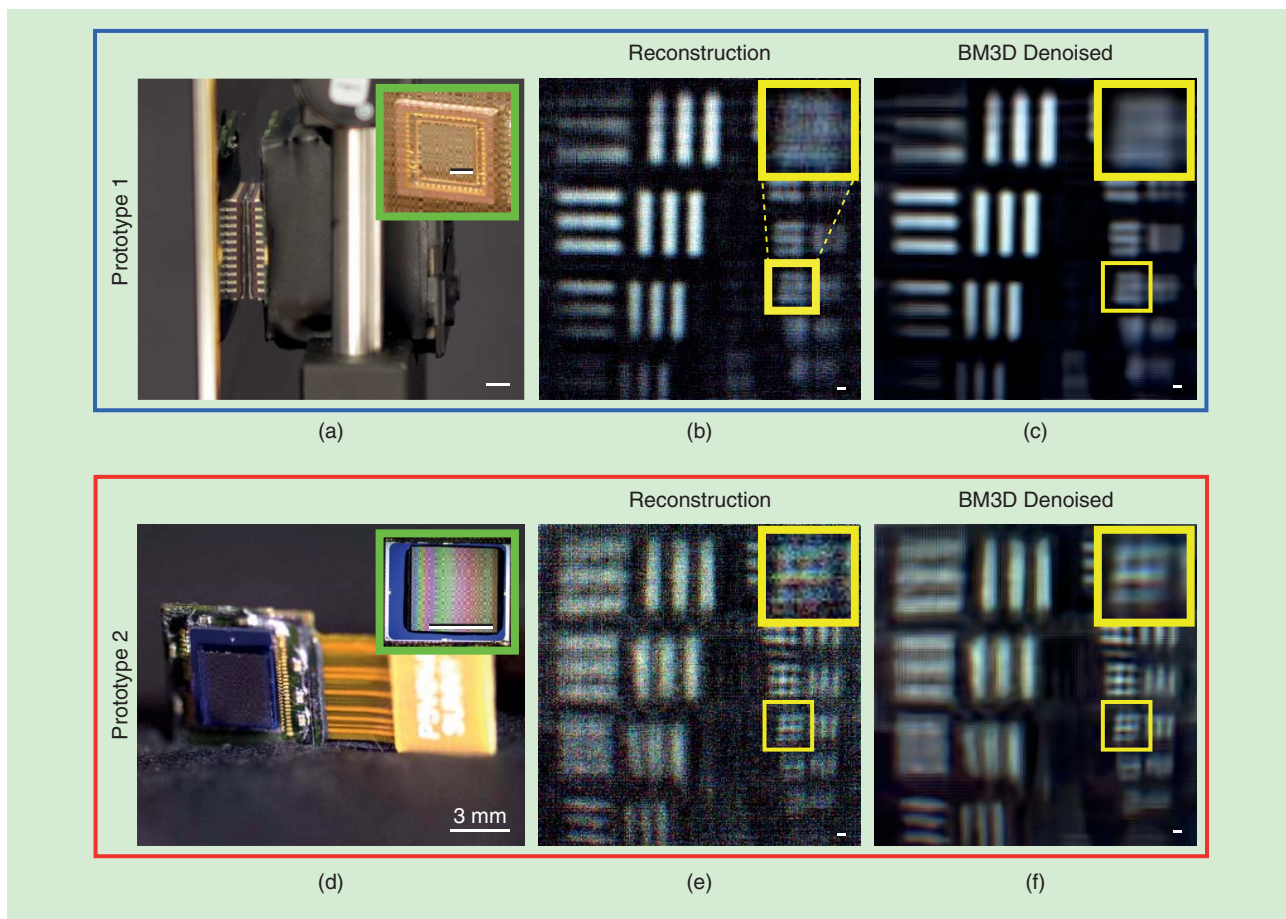 Reconstruction
BM3D Denoised
Prototype 1
(a)
(b)
(c)
Reconstruction
BM3D Denoised
Prototype 2
3 mm
(d)
(e)
(f)